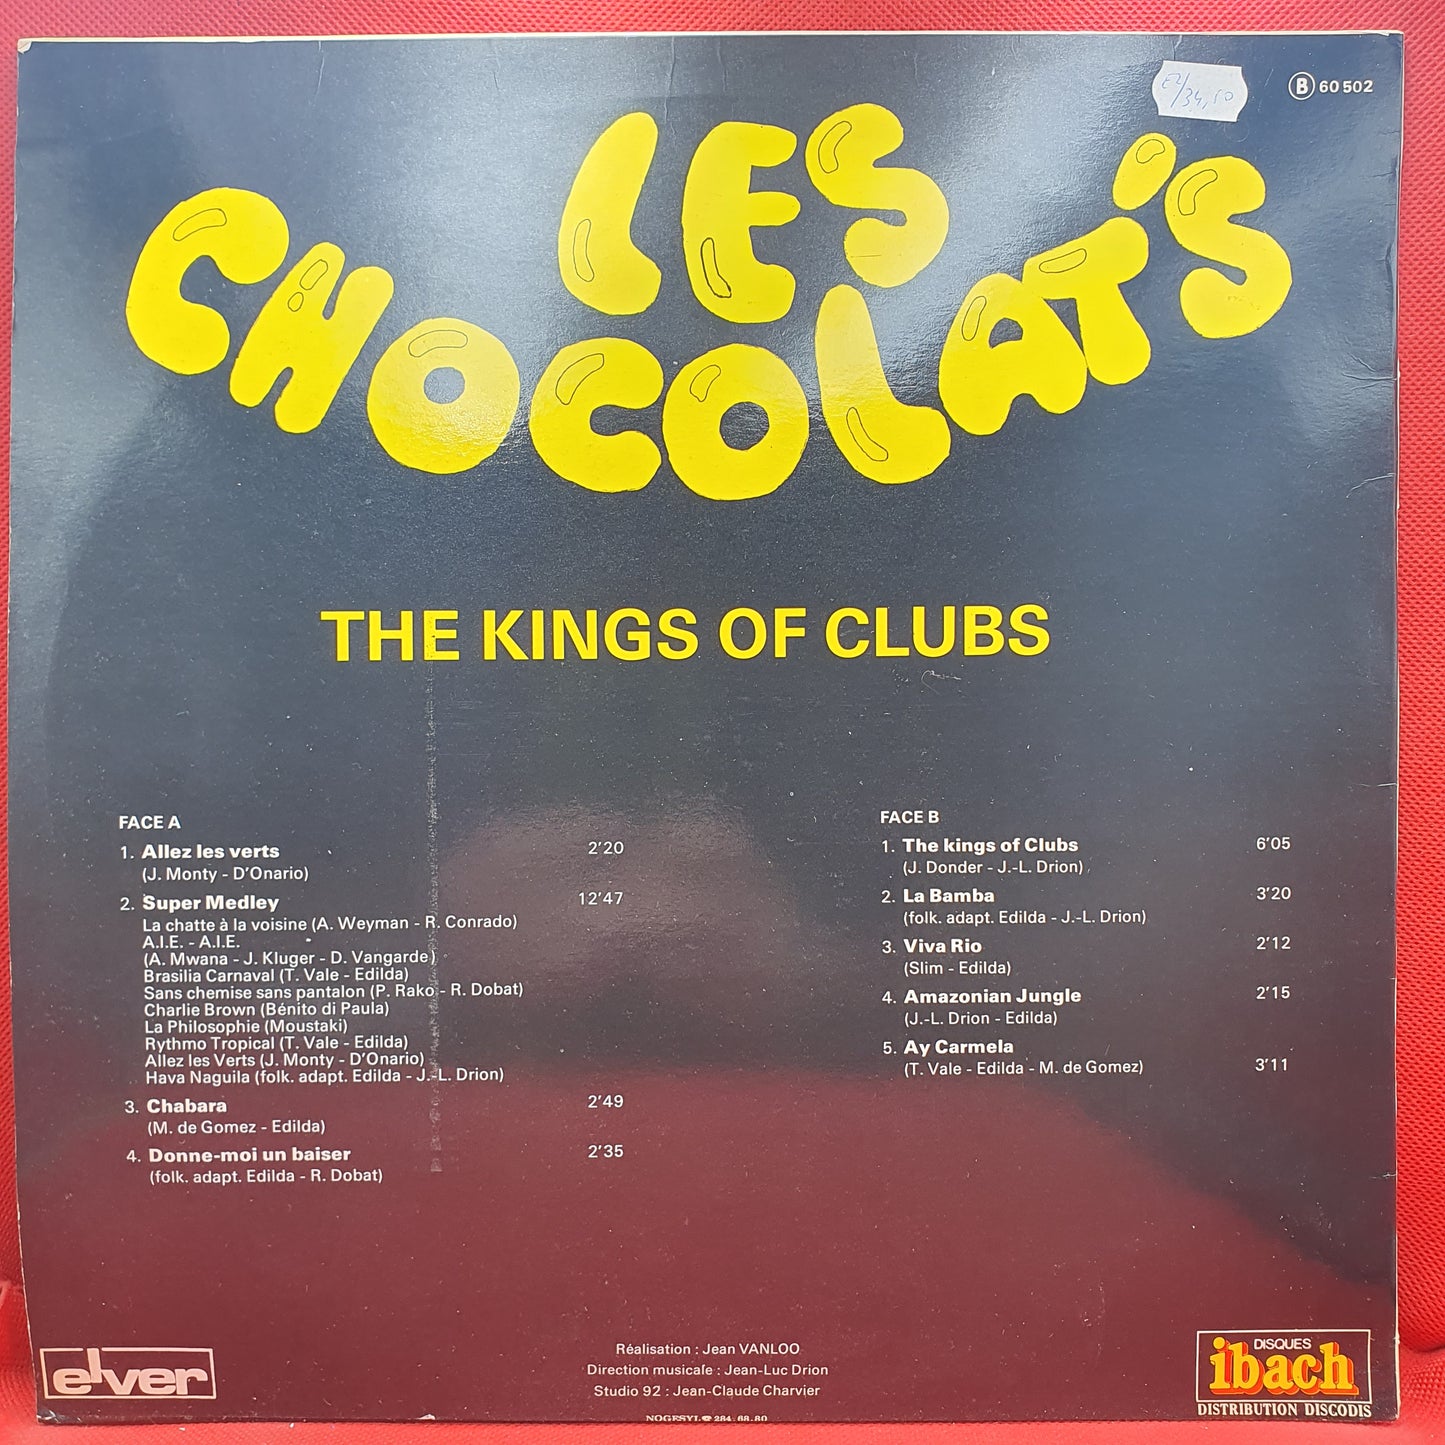 B 60 502
E4/34,50
LES
CHOCOLAT'S
THE KINGS OF CLUBS
FACE A
1. Allez les verts 2'20
(J. Monty - D'Onario)
2. Super Medley 12'47
La chatte à la voisine (A. Weyman - R. Conrado)
A.I.E. - A.I.E.
(A. Mwana - J. Kluger - D. Vangarde)
Brasilia Carnaval (T. Vale - Edilda)
Sans chemise sans pantalon (P. Rako - R. Dobat)
Charlie Brown (Bénito di Paula)
La Philosophie (Moustaki)
Rythmo Tropical (T. Vale - Edilda)
Allez les Verts (J. Monty - D'Onario)
Hava Naguila (folk. adapt. Edilda - J.-L. Drion)
3. Chabara 2'49
(M. de Gomez - Edilda)
4. Donne-moi un baiser 2'35
(folk. adapt. Edilda - R. Dobat)
FACE B
1. The kings of Clubs 6'05
(J. Donder - J.-L. Drion)
2. La Bamba 3'20
(folk. adapt. Edilda - J.-L. Drion)
3. Viva Rio 2'12
(Slim - Edilda)
4. Amazonian Jungle 2'15
(J.-L. Drion - Edilda)
5. Ay Carmela
(T. Vale - Edilda - M. de Gomez) 3'11
elver
Réalisation : Jean VANLOO
Direction musicale : Jean-Luc Drion
Studio 92 : Jean-Claude Charvier
NOGESYL ☎ 284.68.80
DISQUES
ibach
DISTRIBUTION DISCODIS